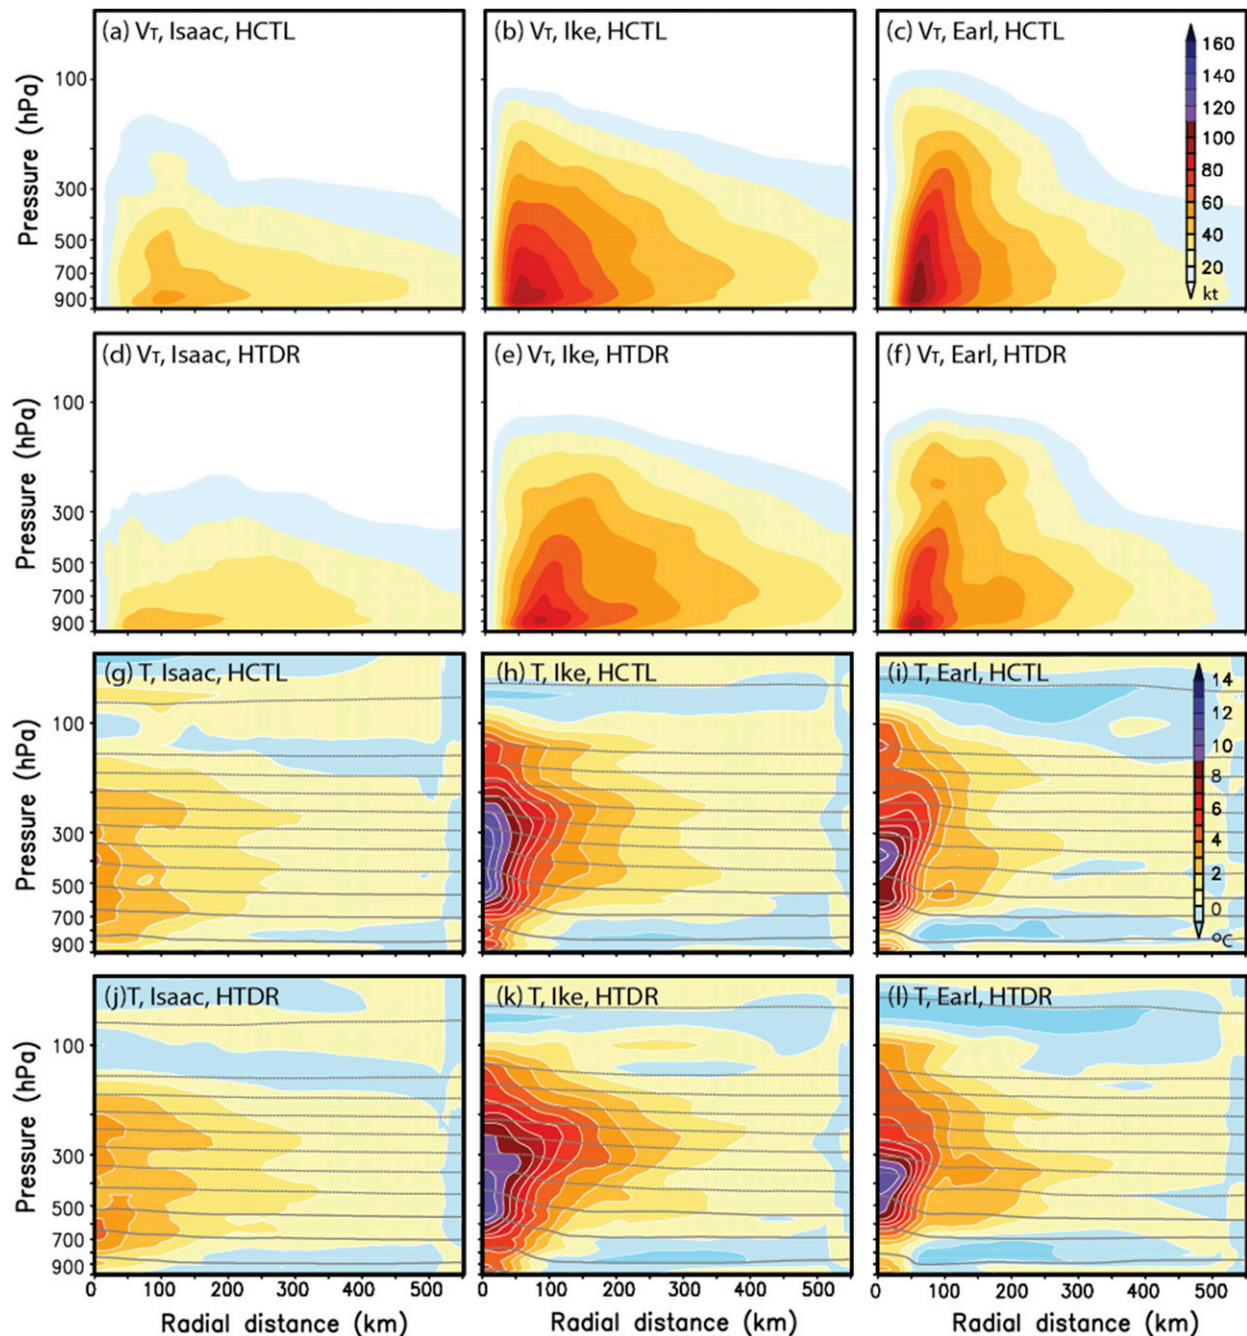 (a) VT, Isaac, HCTL
(b) VT, Ike, HCTL
(c) VT, Earl, HCTL
Pressure (hPa)
100
300
500
700
900
160
140
120
100
80
60
40
20
kt
(d) VT, Isaac, HTDR
(e) VT, Ike, HTDR
(f) VT, Earl, HTDR
Pressure (hPa)
100
300
500
700
900
(g) T, Isaac, HCTL
(h) T, Ike, HCTL
(i) T, Earl, HCTL
Pressure (hPa)
100
300
500
700
900
14
12
10
8
6
4
2
0
°C
(j)T, Isaac, HTDR
(k) T, Ike, HTDR
(l) T, Earl, HTDR
Pressure (hPa)
100
300
500
700
900
0 100 200 300 400 500
0 100 200 300 400 500
0 100 200 300 400 500
Radial distance (km)
Radial distance (km)
Radial distance (km)